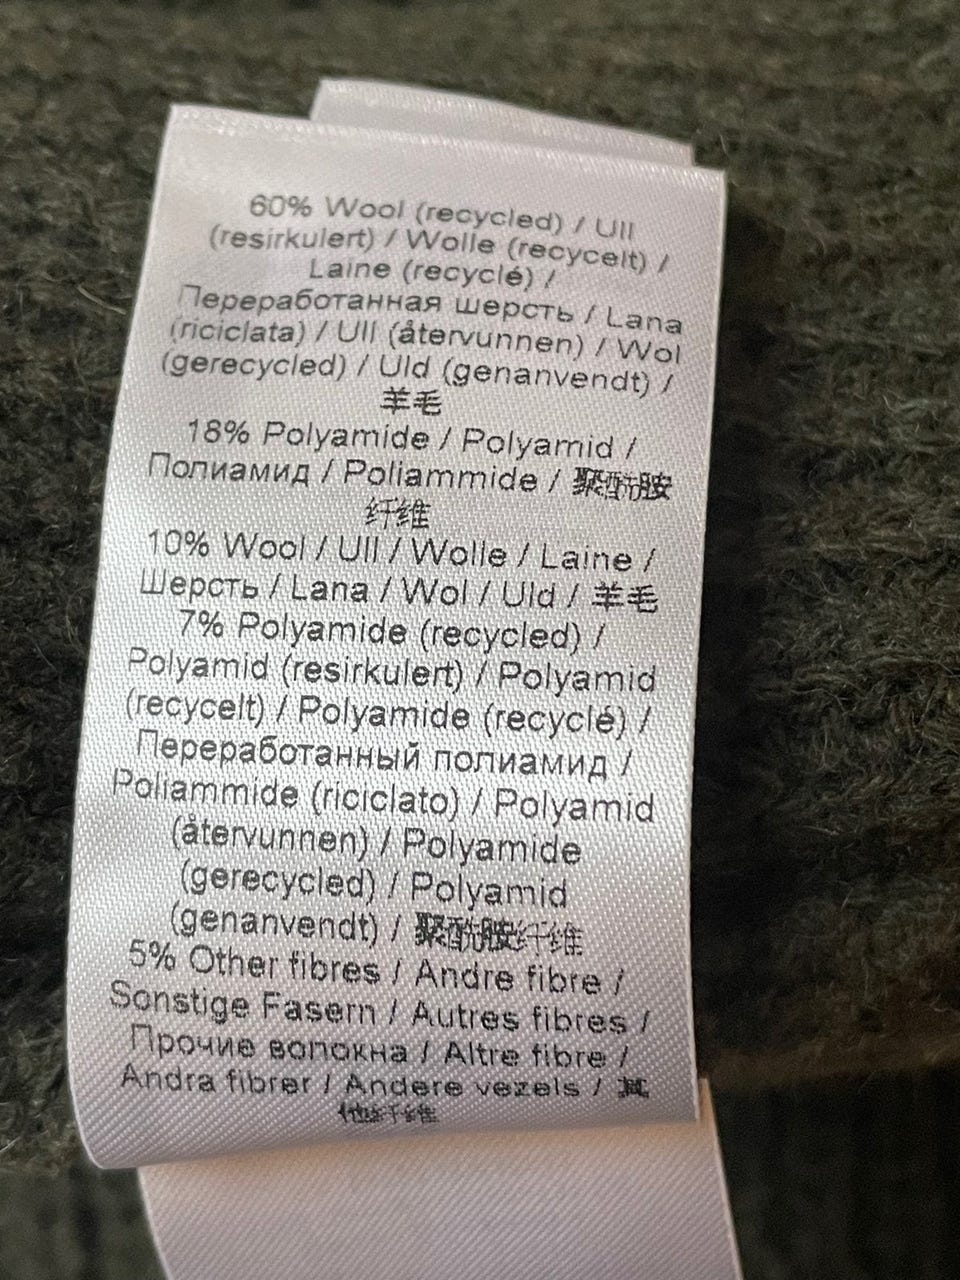 60% Wool (recycled) / Ull
(resirkulert) / Wolle (recycelt) /
Laine (recyclé) /
Переработанная шерсть / Lana
(riciclata) / Ull (återvunnen) / Wol
(gerecycled) / Uld (genanvendt) /
羊毛
18% Polyamide / Polyamid /
Полиамид / Poliammide / 聚酰胺
纤维
10% Wool / Ull / Wolle / Laine /
Шерсть / Lana / Wol / Uld / 羊毛
7% Polyamide (recycled) /
Polyamid (resirkulert) / Polyamid
(recycelt) / Polyamide (recyclé) /
Переработанный полиамид /
Poliammide (riciclato) / Polyamid
(återvunnen) / Polyamide
(gerecycled) / Polyamid
(genanvendt) / 聚酰胺纤维
5% Other fibres / Andre fibre /
Sonstige Fasern / Autres fibres /
Прочие волокна / Altre fibre /
Andra fibrer / Andere vezels / 其
他纤维